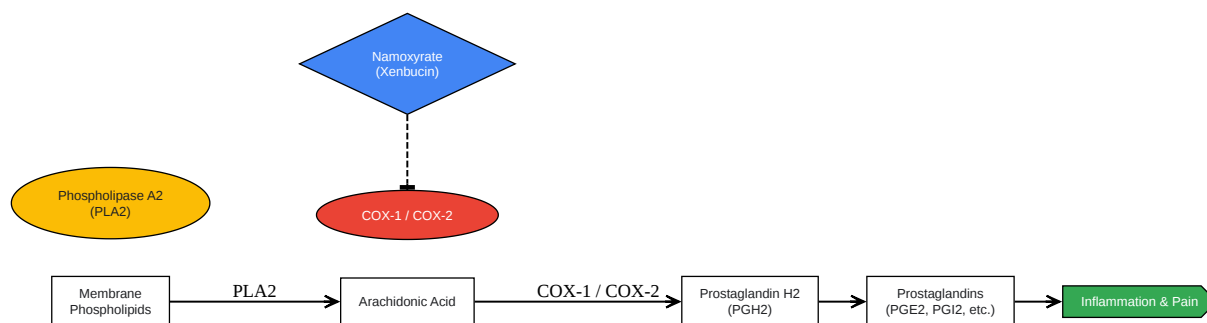 Namoxyrate
(Xenbucin)
Phospholipase A2
(PLA2)
COX-1 / COX-2
Membrane
Phospholipids
PLA2
Arachidonic Acid
COX-1 / COX-2
Prostaglandin H2
(PGH2)
Prostaglandins
(PGE2, PGI2, etc.)
Inflammation & Pain